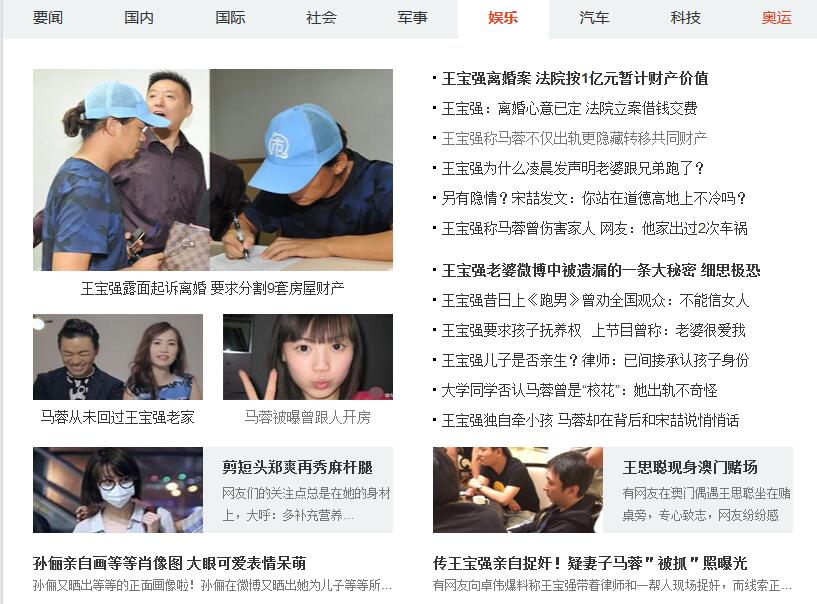 要闻
国内
国际
社会
军事
娱乐
汽车
科技
奥运
王宝强露面起诉离婚 要求分割9套房屋财产
马蓉从未回过王宝强老家
马蓉被曝曾跟人开房
剪短头郑爽再秀麻杆腿
网友们的关注点总是在她的身材
上，大呼：多补充营养...
孙俪亲自画等等肖像图 大眼可爱表情呆萌
孙俪又晒出等等的正面画像啦！孙俪在微博又晒出她为儿子等等所...
王宝强离婚案 法院按1亿元暂计财产价值
王宝强：离婚心意已定 法院立案借钱交费
王宝强称马蓉不仅出轨更隐藏转移共同财产
王宝强为什么凌晨发声明老婆跟兄弟跑了？
另有隐情？宋喆发文：你站在道德高地上不冷吗？
王宝强称马蓉曾伤害家人 网友：他家出过2次车祸
王宝强老婆微博中被遗漏的一条大秘密 细思极恐
王宝强昔日上《跑男》曾劝全国观众：不能信女人
王宝强要求孩子抚养权 上节目曾称：老婆很爱我
王宝强儿子是否亲生？律师：已间接承认孩子身份
大学同学否认马蓉曾是“校花”：她出轨不奇怪
王宝强独自牵小孩 马蓉却在背后和宋喆说悄悄话
王思聪现身澳门赌场
有网友在澳门偶遇王思聪坐在赌
桌旁，专心致志，网友纷纷感
传王宝强亲自捉奸！疑妻子马蓉＂被抓＂照曝光
有网友向卓伟爆料称王宝强带着律师和一帮人现场捉奸，而线索正...